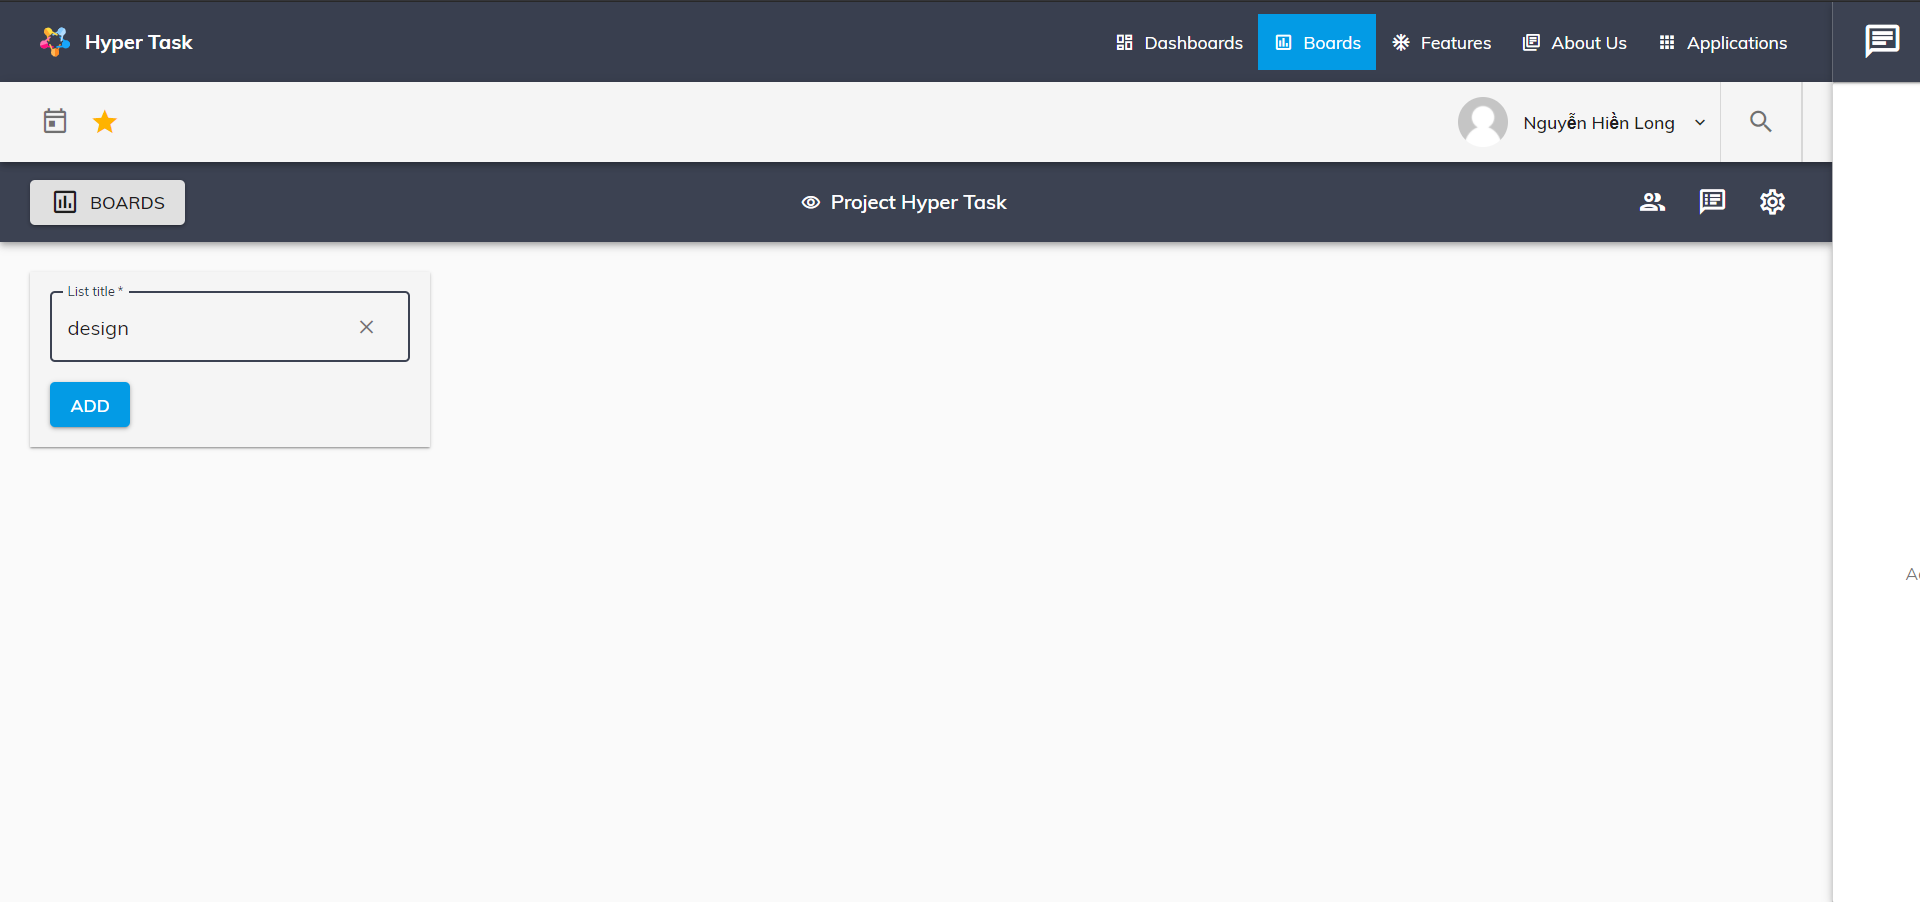 Hyper Task
Dashboards
Boards
Features
About Us
Applications
Nguyễn Hiền Long
BOARDS
Project Hyper Task
List title *
design
ADD